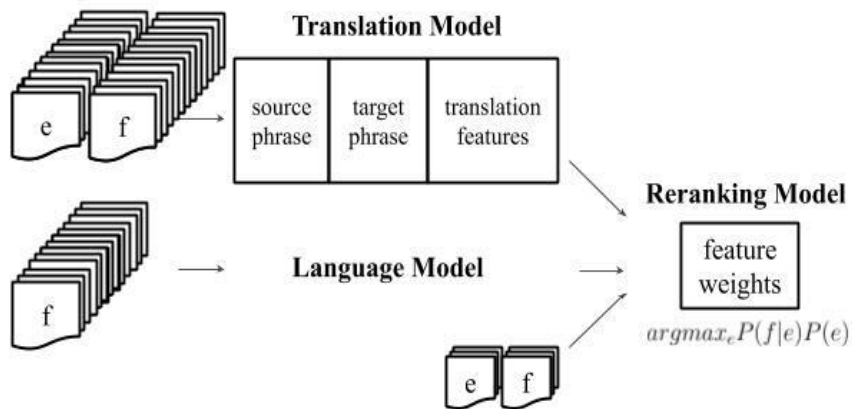 Translation Model
e f
source phrase
target phrase
translation features
Reranking Model
feature weights
argmax_e P(f|e)P(e)
f
Language Model
e f